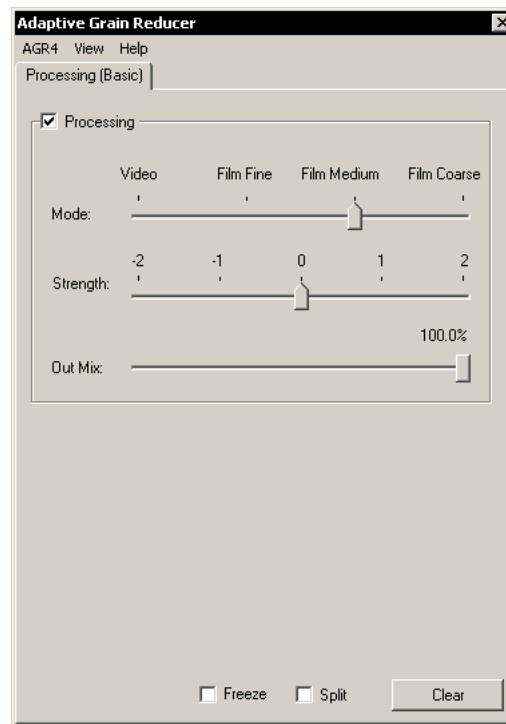 Adaptive Grain Reducer
AGR4 View Help
Processing (Basic)
Processing
Video Film Fine Film Medium Film Coarse
Mode:
-2 -1 0 1 2
Strength:
100.0%
Out Mix:
Freeze Split Clear